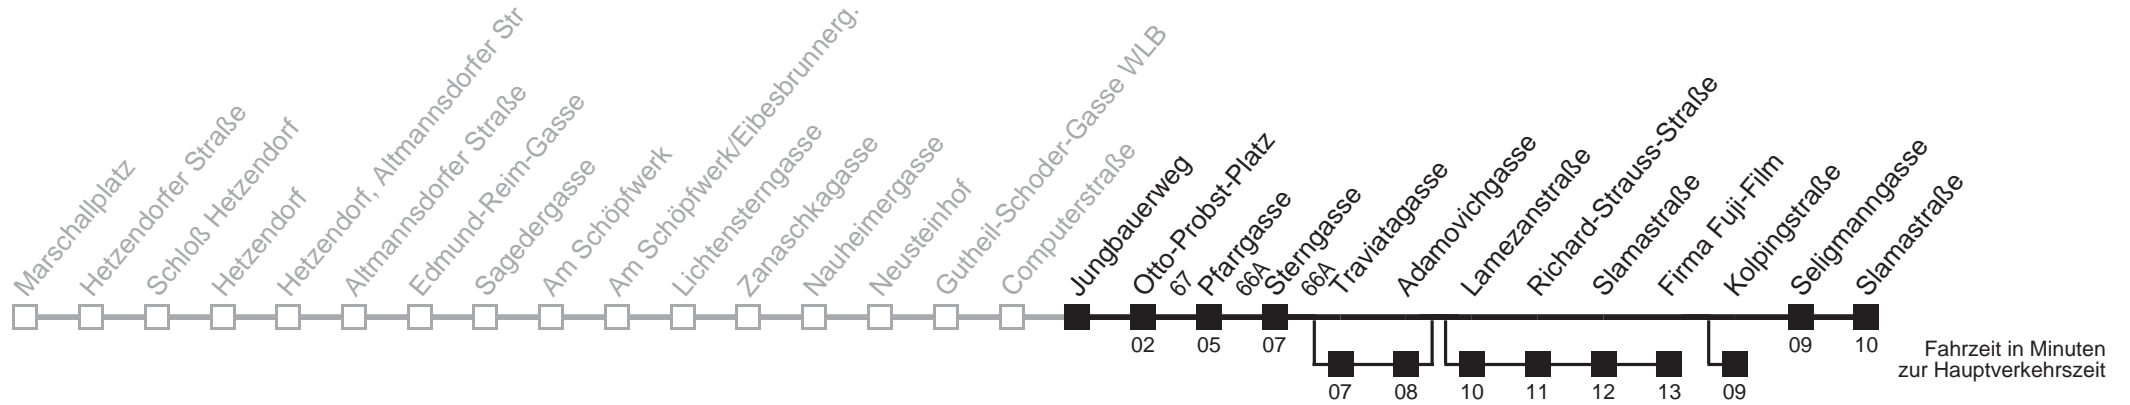 Marschallplatz
Hetzendorfer Straße
Schloß Hetzendorf
Hetzendorf
Hetzendorf, Altmannsdorfer Str
Altmannsdorfer Straße
Edmund-Reim-Gasse
Sagedergasse
Am Schöpfwerk
Am Schöpfwerk/Eibesbrunnerg.
Lichtensterngasse
Zanaschkagasse
Nauheimergasse
Neusteinhof
Gutheil-Schoder-Gasse WLB
Computerstraße
Jungbauerweg
Otto-Probst-Platz
67
Pfarrgasse
66A
Sterngasse
66A
Traviatagasse
Adamovichgasse
Lamezanstraße
Richard-Strauss-Straße
Slamastraße
Firma Fuji-Film
Kolpingstraße
Seligmanngasse
Slamastraße
02 05 07 09 10
07 08 10 11 12 13 09
Fahrzeit in Minuten
zur Hauptverkehrszeit